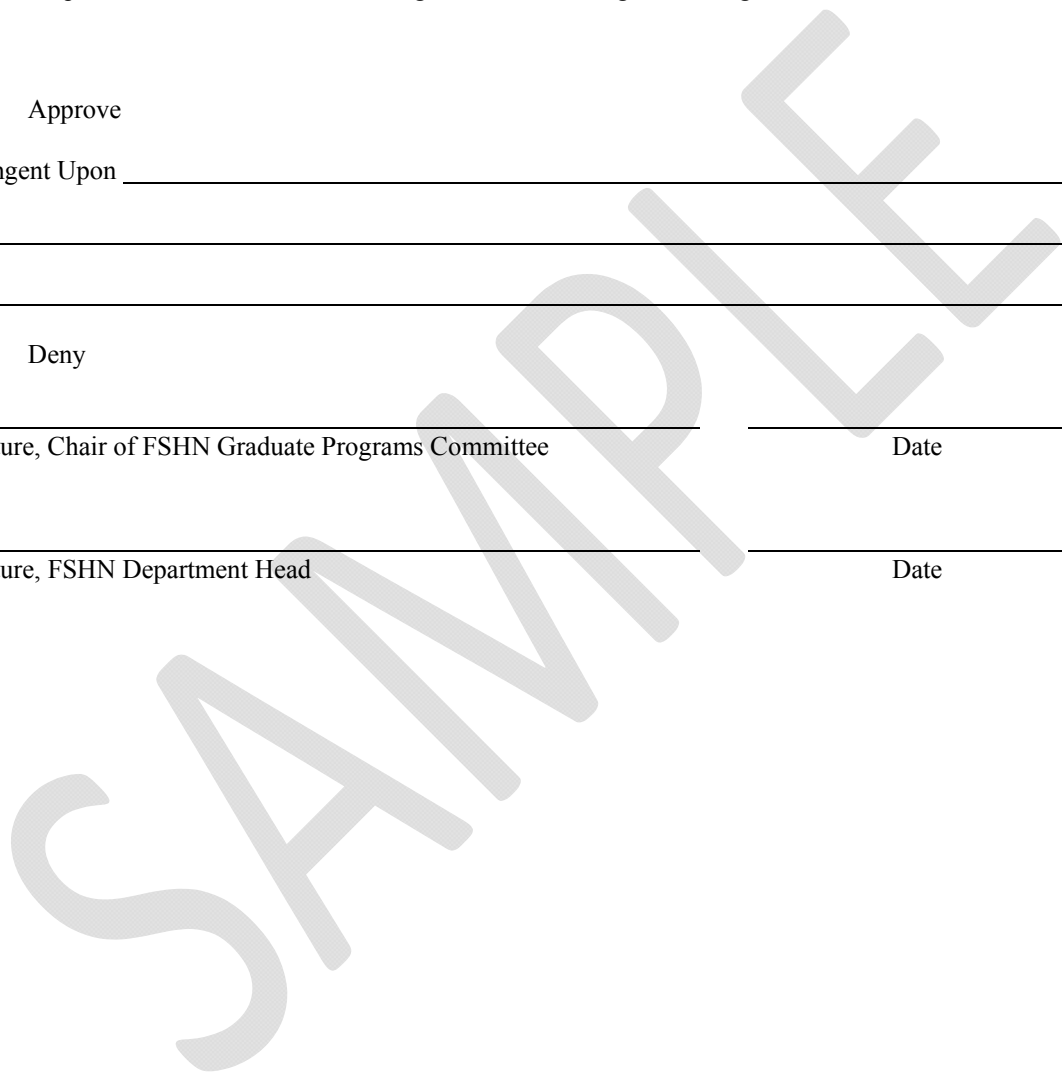 Approve
ngent Upon
Deny
ure, Chair of FSHN Graduate Programs Committee Date
ure, FSHN Department Head Date
SAMPLE